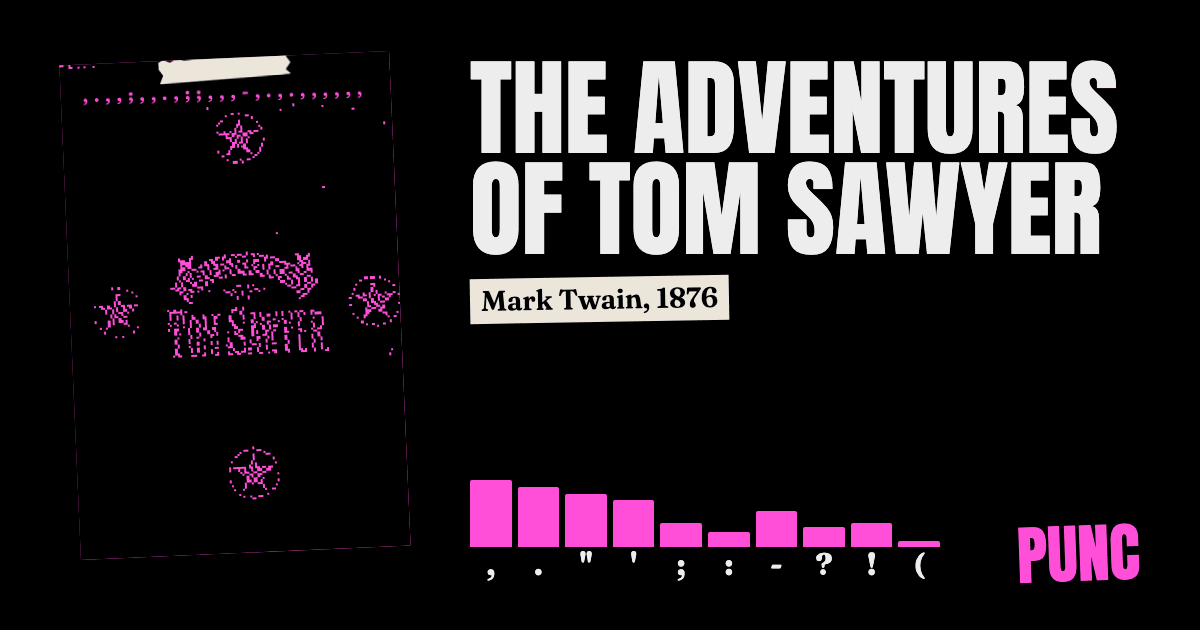 THE ADVENTURES
OF TOM SAWYER
Mark Twain, 1876
TOM SAWYER
, . " ' ; : - ? ! (
PUNC